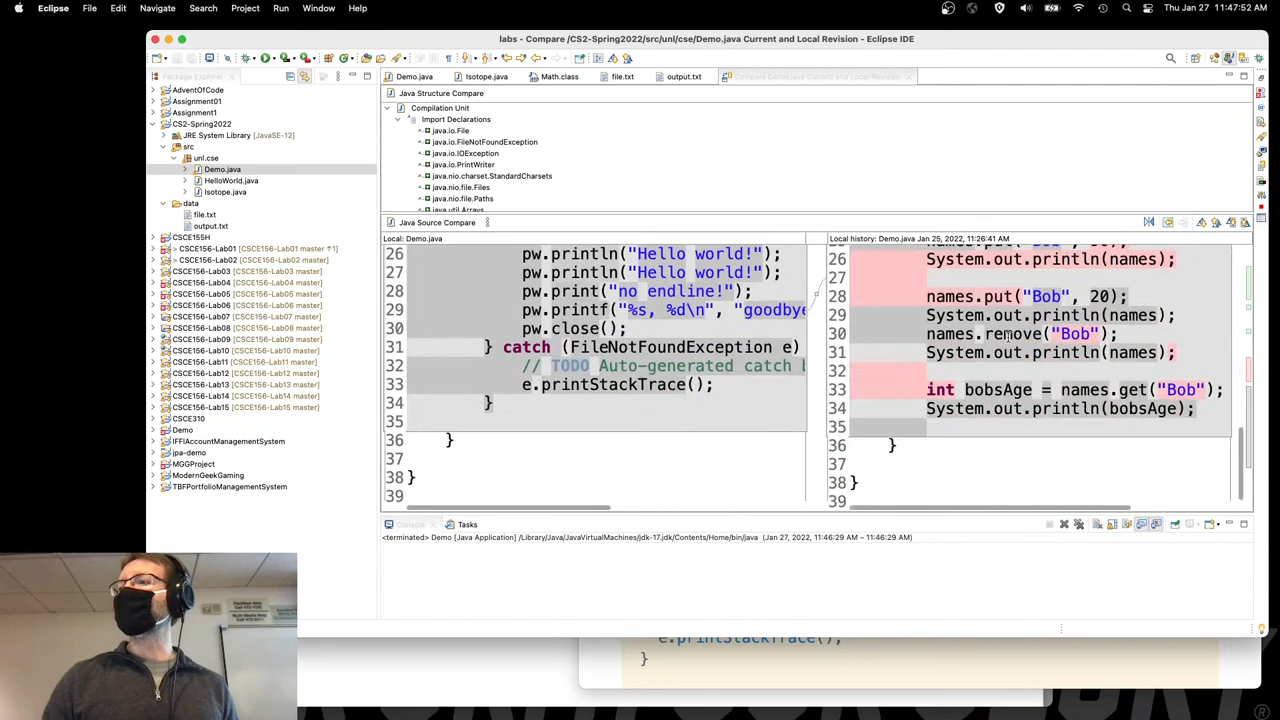 Eclipse File Edit Navigate Search Project Run Window Help
Thu Jan 27 11:47:52
labs - Compare /CS2-Spring2022/src/unl/cse/Demo.java Current and Local Revision - Eclipse IDE
Package Explorer
Demo.java Isotope.java Math.class file.txt output.txt Compare Demo.java Current and Local Revision
AdventOfCode
Assignment01
Assignment1
CS2-Spring2022
JRE System Library [JavaSE-12]
src
unl.cse
Demo.java
HelloWorld.java
Isotope.java
data
file.txt
output.txt
CSCE155H
> CSCE156-Lab01 [CSCE156-Lab01 master ↑1]
> CSCE156-Lab02 [CSCE156-Lab02 master]
CSCE156-Lab03 [CSCE156-Lab03 master]
CSCE156-Lab04 [CSCE156-Lab04 master]
CSCE156-Lab05 [CSCE156-Lab05 master]
CSCE156-Lab06 [CSCE156-Lab06 master]
CSCE156-Lab07 [CSCE156-Lab07 master]
CSCE156-Lab08 [CSCE156-Lab08 master]
CSCE156-Lab09 [CSCE156-Lab09 master]
CSCE156-Lab10 [CSCE156-Lab10 master]
CSCE156-Lab11 [CSCE156-Lab11 master]
CSCE156-Lab12 [CSCE156-Lab12 master]
CSCE156-Lab13 [CSCE156-Lab13 master]
CSCE156-Lab14 [CSCE156-Lab14 master]
CSCE156-Lab15 [CSCE156-Lab15 master]
CSCE310
Demo
IFFIAccountManagementSystem
jpa-demo
MGGProject
ModernGeekGaming
TBFPortfolioManagementSystem
Java Structure Compare
Compilation Unit
Import Declarations
java.io.File
java.io.FileNotFoundException
java.io.IOException
java.io.PrintWriter
java.nio.charset.StandardCharsets
java.nio.file.Files
java.nio.file.Paths
java.util.Arrays
Java Source Compare
Local: Demo.java
26 pw.println("Hello world!");
27 pw.println("Hello world!");
28 pw.print("no endline!");
29 pw.printf("%s, %d\n", "goodbye
30 pw.close();
31 } catch (FileNotFoundException e)
32 // TODO Auto-generated catch b
33 e.printStackTrace();
34 }
35
36 }
37
38 }
39
Local history: Demo.java Jan 25, 2022, 11:26:41 AM
26 System.out.println(names);
27
28 names.put("Bob", 20);
29 System.out.println(names);
30 names.remove("Bob");
31 System.out.println(names);
32
33 int bobsAge = names.get("Bob");
34 System.out.println(bobsAge);
35
36 }
37
38 }
39
Console Tasks
<terminated> Demo [Java Application] /Library/Java/JavaVirtualMachines/jdk-17.jdk/Contents/Home/bin/java (Jan 27, 2022, 11:46:29 AM – 11:46:29 AM)
e.printStackTrace();
}